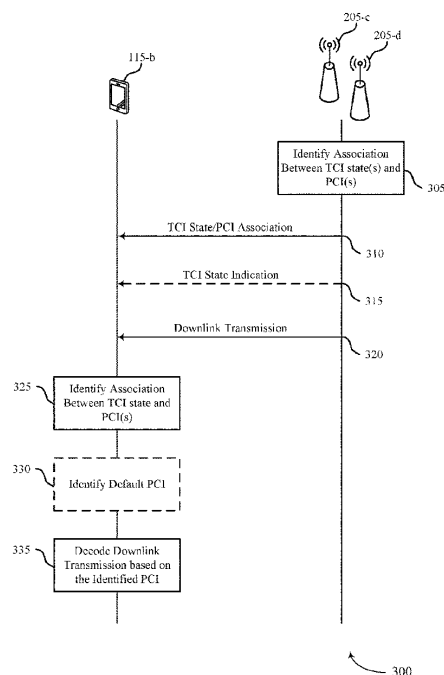 205-c
205-d
115-b
Identify Association
Between TCI state(s) and
PCI(s)
305
TCI State/PCI Association
310
TCI State Indication
315
Downlink Transmission
320
325
Identify Association
Between TCI state and
PCI(s)
330
Identify Default PCI
335
Decode Downlink
Transmission based on
the Identified PCI
300